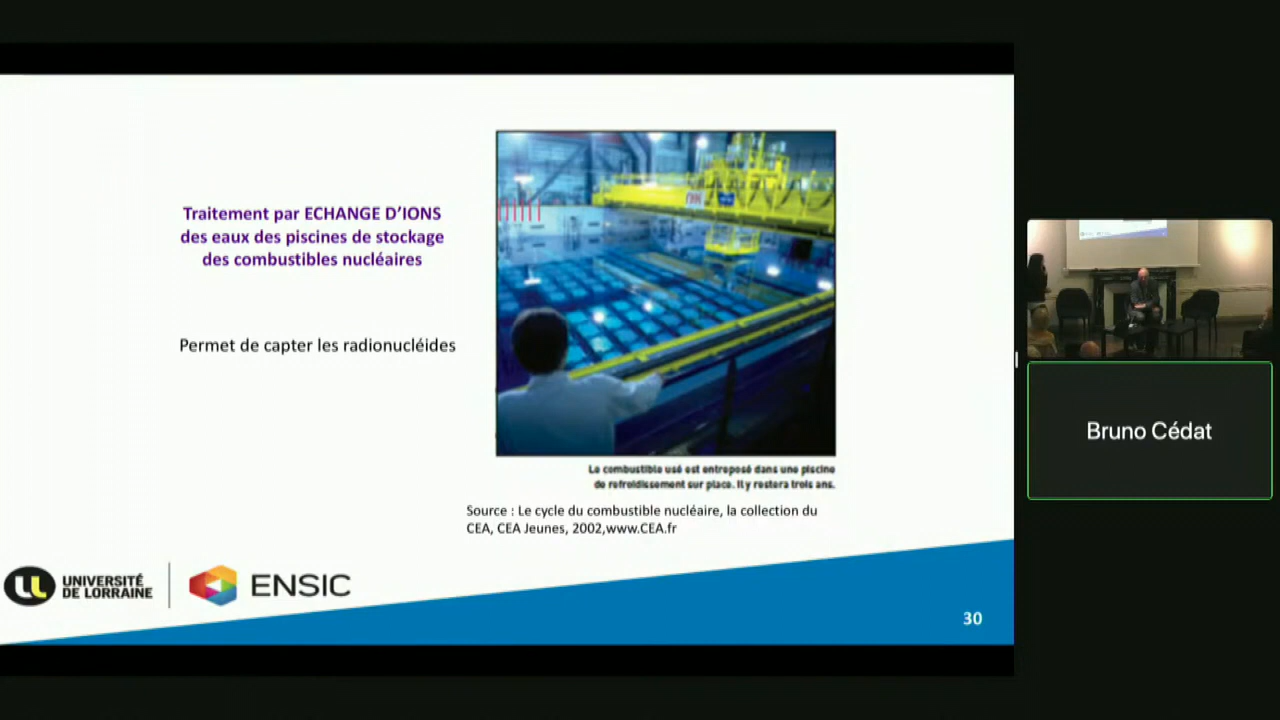 Traitement par ECHANGE D'IONS
des eaux des piscines de stockage
des combustibles nucléaires
Permet de capter les radionucléides
Le combustible usé est entreposé dans une piscine
de refroidissement sur place. Il y restera trois ans.
Source : Le cycle du combustible nucléaire, la collection du
CEA, CEA Jeunes, 2002,www.CEA.fr
UNIVERSITÉ
DE LORRAINE
ENSIC
30
Bruno Cédat